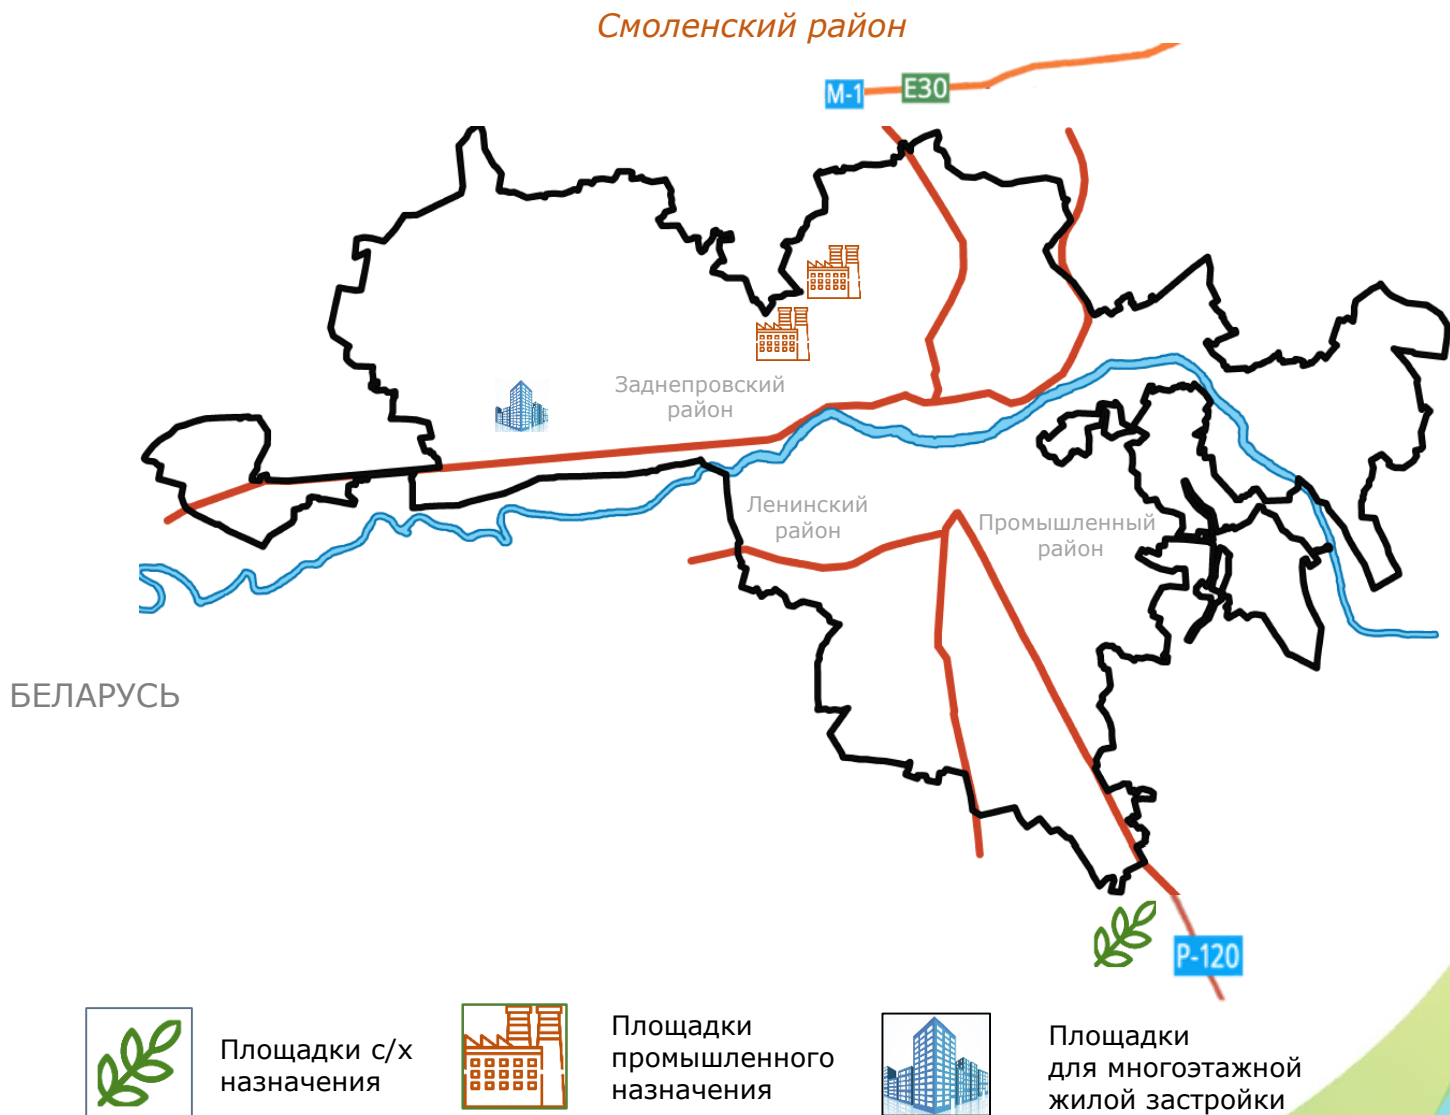 Смоленский район
М-1
Е30
Заднепровский
район
Ленинский
район
Промышленный
район
БЕЛАРУСЬ
Р-120
Площадки с/х
назначения
Площадки
промышленного
назначения
Площадки
для многоэтажной
жилой застройки